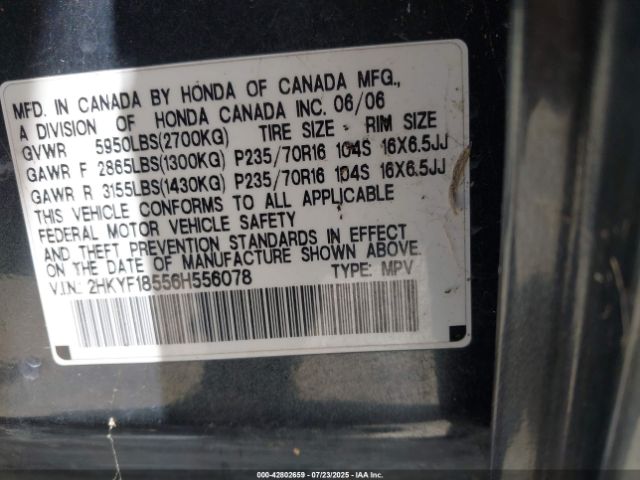 MFD. IN CANADA BY HONDA OF CANADA MFG.,
A DIVISION OF HONDA CANADA INC. 06/06
GVWR 5950LBS(2700KG) TIRE SIZE RIM SIZE
GAWR F 2865LBS(1300KG) P235/70R16 104S 16X6.5JJ
GAWR R 3155LBS(1430KG) P235/70R16 104S 16X6.5JJ
THIS VEHICLE CONFORMS TO ALL APPLICABLE
FEDERAL MOTOR VEHICLE SAFETY
AND THEFT PREVENTION STANDARDS IN EFFECT
ON THE DATE OF MANUFACTURE SHOWN ABOVE.
V.I.N.: 2HKYF18556H556078 TYPE: MPV
000-42802659 - 07/23/2025 - IAAI.COM